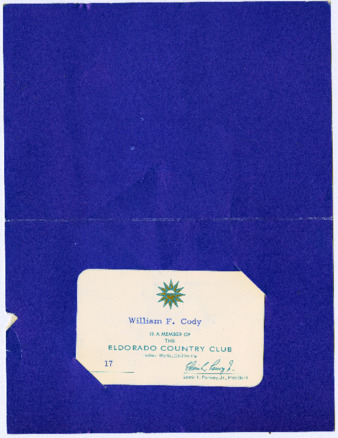 William F. Cody
IS A MEMBER OF
THE
ELDORADO COUNTRY CLUB
17